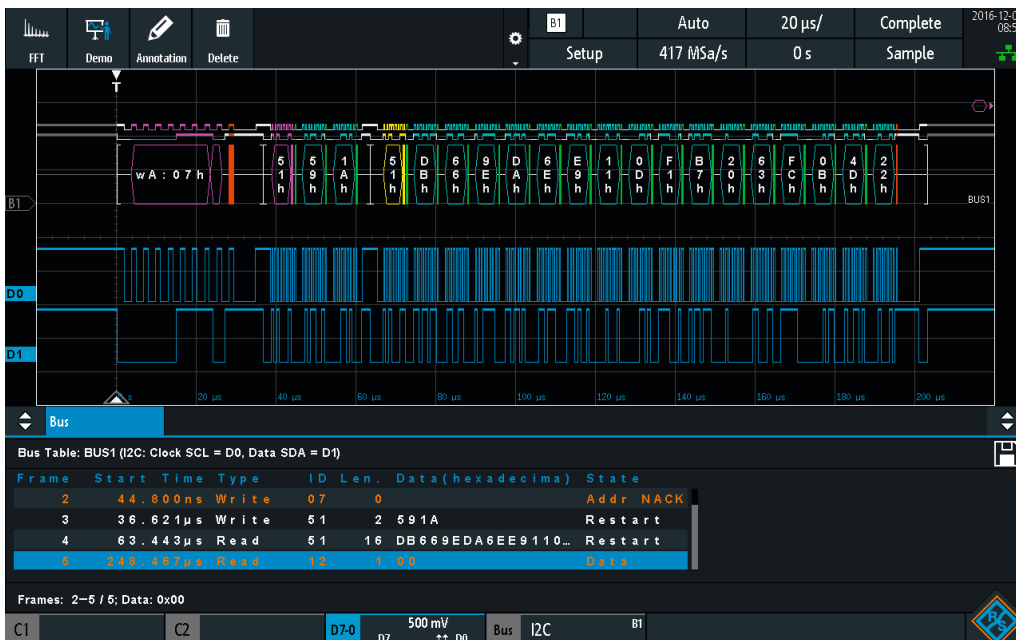 B1 Auto 20 µs/ Complete 2016-12-0
08:5
FFT Demo Annotation Delete
Setup 417 MSa/s 0 s Sample
T
wA:07h 51h 59h 1Ah 51h DBh 66h 9Eh DAh 6Eh E9h 11h 0Dh F1h B7h 20h 63h FCh 0Bh 4Dh 22h
B1 BUS1
D0
D1
20 µs 40 µs 60 µs 80 µs 100 µs 120 µs 140 µs 160 µs 180 µs 200 µs
Bus
Bus Table: BUS1 (I2C: Clock SCL = D0, Data SDA = D1)
Frame Start Time Type ID Len. Data(hexadecima) State
2 44.800ns Write 07 0 Addr NACK
3 36.621µs Write 51 2 591A Restart
4 63.443µs Read 51 16 DB669EDA6EE9110… Restart
5 248.467µs Read 12 1 00 Data
Frames: 2–5 / 5; Data: 0x00
C1 C2 D7-0 500 mV Bus I2C B1
D7 D0
R&S